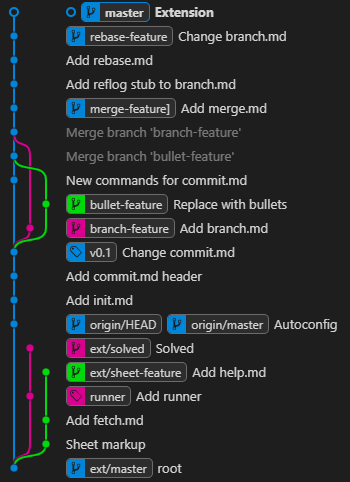 master Extension
rebase-feature Change branch.md
Add rebase.md
Add reflog stub to branch.md
merge-feature] Add merge.md
Merge branch 'branch-feature'
Merge branch 'bullet-feature'
New commands for commit.md
bullet-feature Replace with bullets
branch-feature Add branch.md
v0.1 Change commit.md
Add commit.md header
Add init.md
origin/HEAD origin/master Autoconfig
ext/solved Solved
ext/sheet-feature Add help.md
runner Add runner
Add fetch.md
Sheet markup
ext/master root